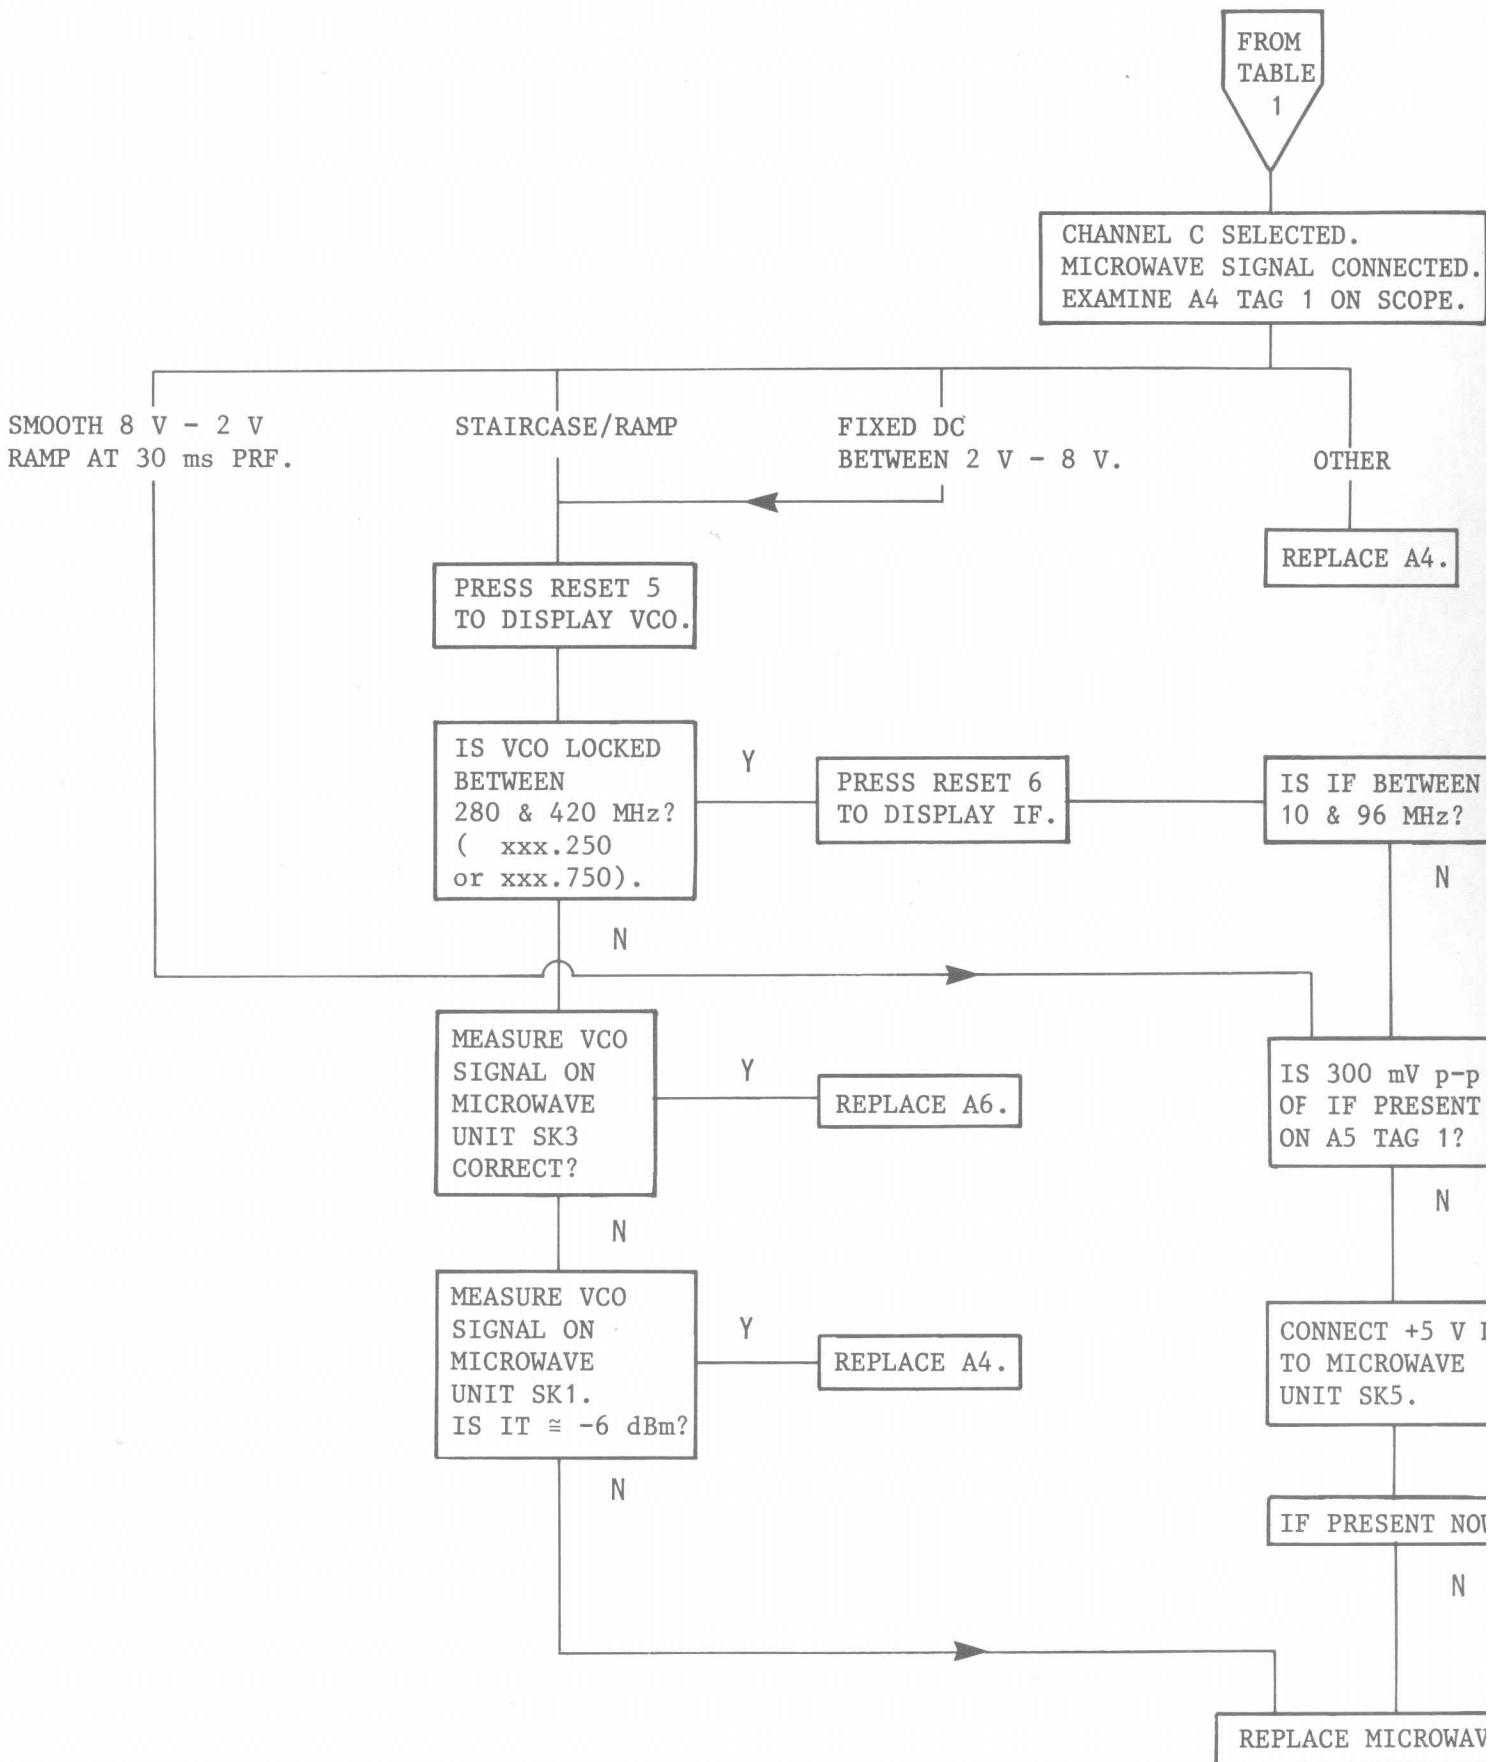 FROM
TABLE
1
CHANNEL C SELECTED.
MICROWAVE SIGNAL CONNECTED.
EXAMINE A4 TAG 1 ON SCOPE.
SMOOTH 8 V - 2 V
RAMP AT 30 ms PRF.
STAIRCASE/RAMP
FIXED DC
BETWEEN 2 V - 8 V.
OTHER
REPLACE A4.
PRESS RESET 5
TO DISPLAY VCO.
IS VCO LOCKED
BETWEEN
280 & 420 MHz?
( xxx.250
or xxx.750).
Y
PRESS RESET 6
TO DISPLAY IF.
IS IF BETWEEN
10 & 96 MHz?
N
N
MEASURE VCO
SIGNAL ON
MICROWAVE
UNIT SK3
CORRECT?
Y
REPLACE A6.
IS 300 mV p-p
OF IF PRESENT
ON A5 TAG 1?
N
N
MEASURE VCO
SIGNAL ON
MICROWAVE
UNIT SK1.
IS IT ≅ -6 dBm?
Y
REPLACE A4.
CONNECT +5 V
TO MICROWAVE
UNIT SK5.
N
IF PRESENT
N
REPLACE